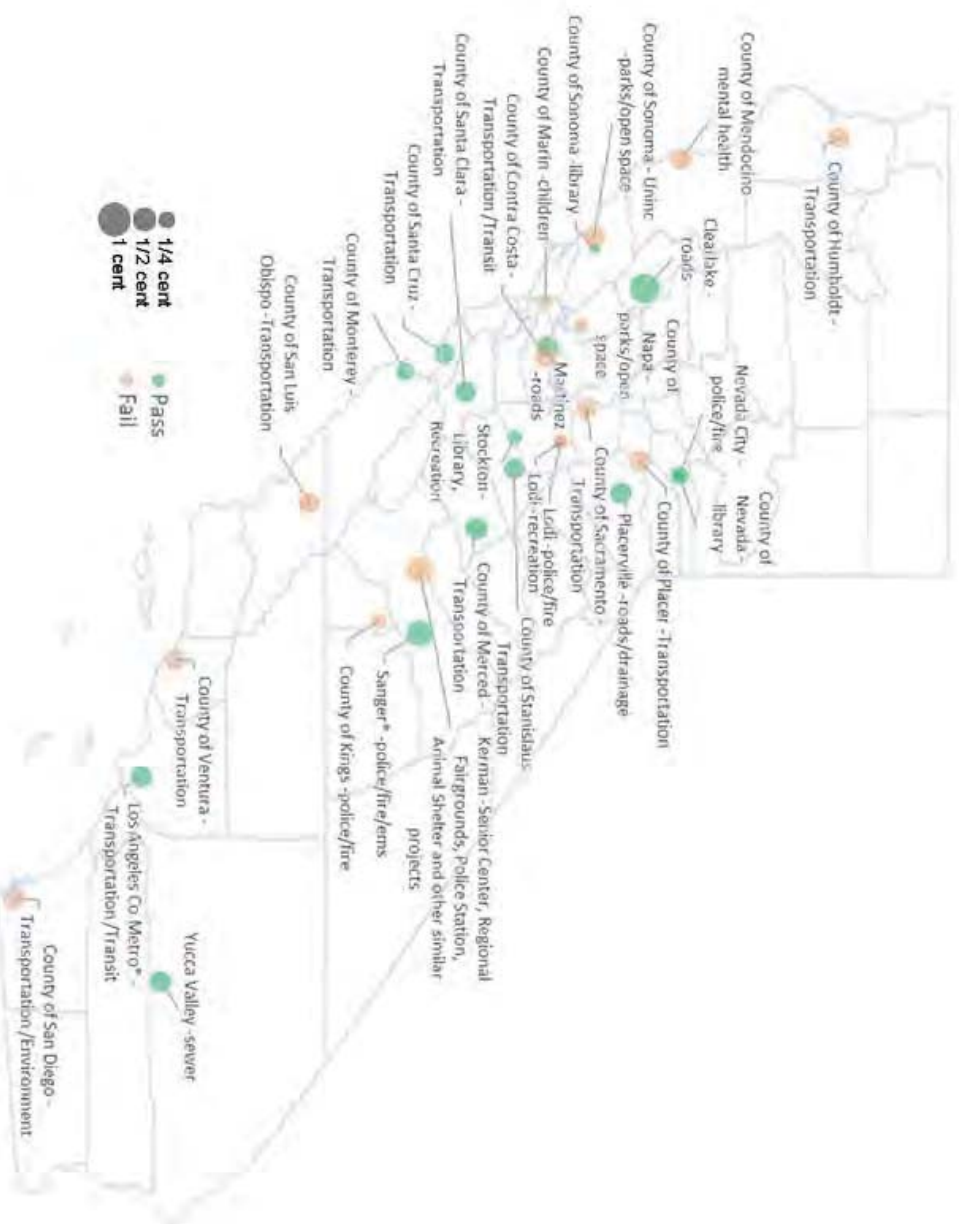 County of Humboldt -
Transportation
County of Mendocino -
mental health
Clearlake -
roads
County of Sonoma - Uninc
-parks/open space
County of Sonoma -library
County of Marin -children
County of Contra Costa -
Transportation /Transit
County of Santa Clara -
Transportation
County of Santa Cruz -
Transportation
County of Monterey -
Transportation
County of San Luis
Obispo -Transportation
Nevada City -
police/fire
County of
Nevada -
library
County of
Napa -
parks/open
space
County of Placer -Transportation
Placerville -roads/drainage
County of Sacramento -
Transportation
Martinez
-roads
Lodi -police/fire
Lodi -recreation
Stockron -
Library,
Recreation
County of Stanislaus
Transportation
County of Merced -
Transportation
Kerman -Senior Center, Regional
Fairgrounds, Police Station,
Animal Shelter and other similar
projects
Sanger* -police/fire/ems
County of Kings -police/fire
County of Ventura -
Transportation
Los Angeles Co Metro* -
Transportation /Transit
Yucca Valley -sewer
County of San Diego -
Transportation /Environment
1/4 cent
1/2 cent
1 cent
Pass
Fail